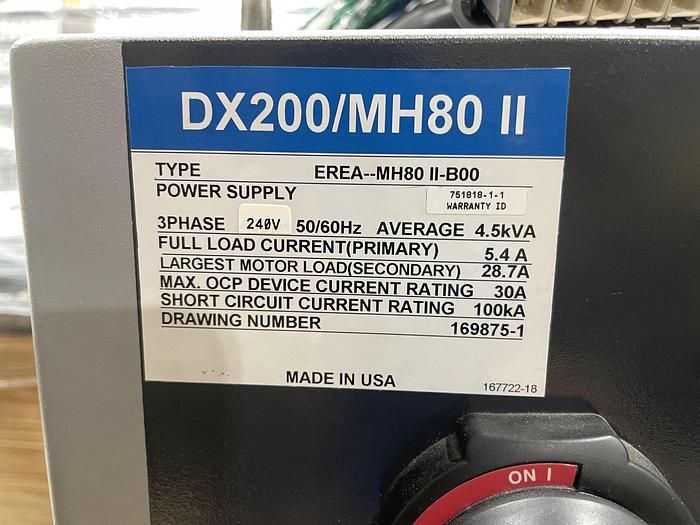 DX200/MH80 II
TYPE EREA--MH80 II-B00
POWER SUPPLY 751818-1-1
WARRANTY ID
3PHASE 240V 50/60Hz AVERAGE 4.5kVA
FULL LOAD CURRENT(PRIMARY) 5.4 A
LARGEST MOTOR LOAD(SECONDARY) 28.7A
MAX. OCP DEVICE CURRENT RATING 30A
SHORT CIRCUIT CURRENT RATING 100kA
DRAWING NUMBER 169875-1
MADE IN USA 167722-18
ON I